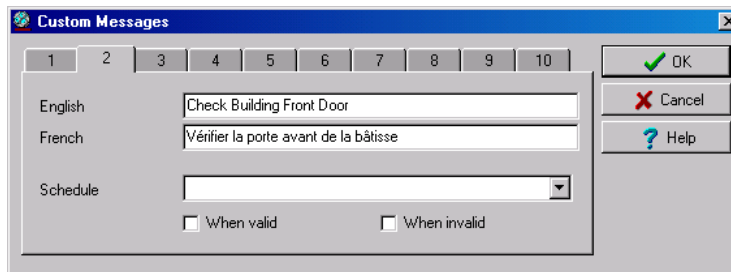 Custom Messages
1 2 3 4 5 6 7 8 9 10
English Check Building Front Door
French Vérifier la porte avant de la bâtisse
Schedule
When valid When invalid
OK
Cancel
Help